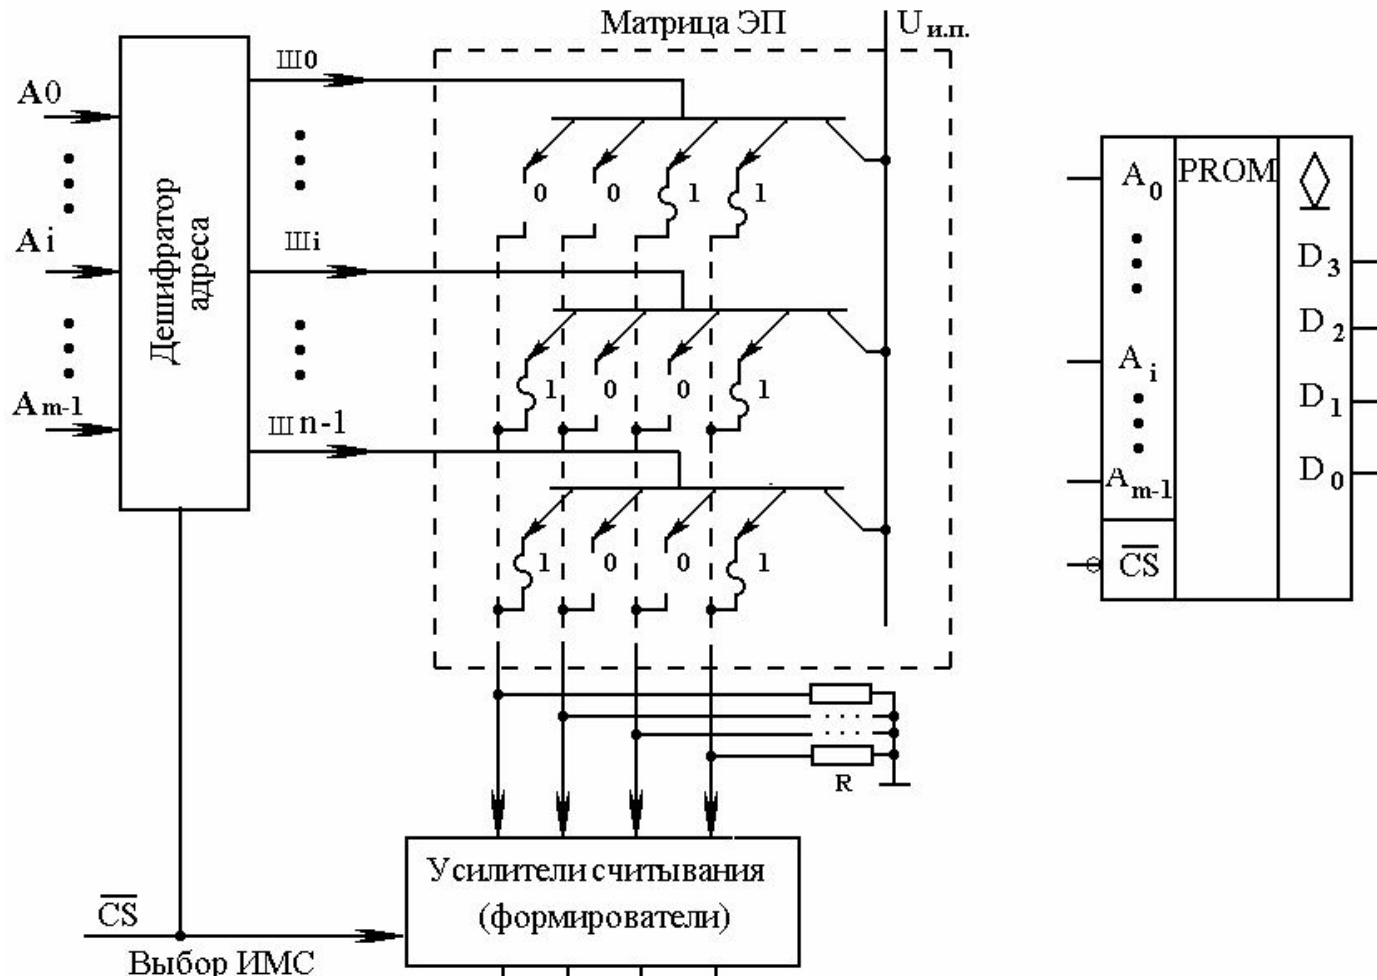 Матрица ЭП
U и.п.
Ш0
A0
Дешифратор адреса
0 0 1 1
A0 PROM
Шi
Ai
D3
D2
1 0 0 1
Ai
D1
Шn-1
Am-1
D0
Am-1
1 0 0 1
CS
R
Усилители считывания
(формирователи)
CS
Выбор ИМС